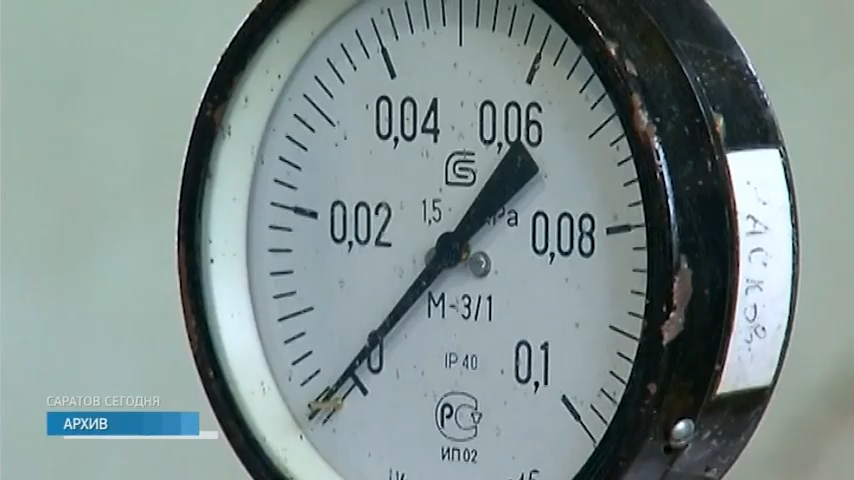 0,04
0,06
0,02
1,5
0,08
М-3/1
0
IP 40
0,1
РСТ
ИП02
САРАТОВ СЕГОДНЯ
АРХИВ